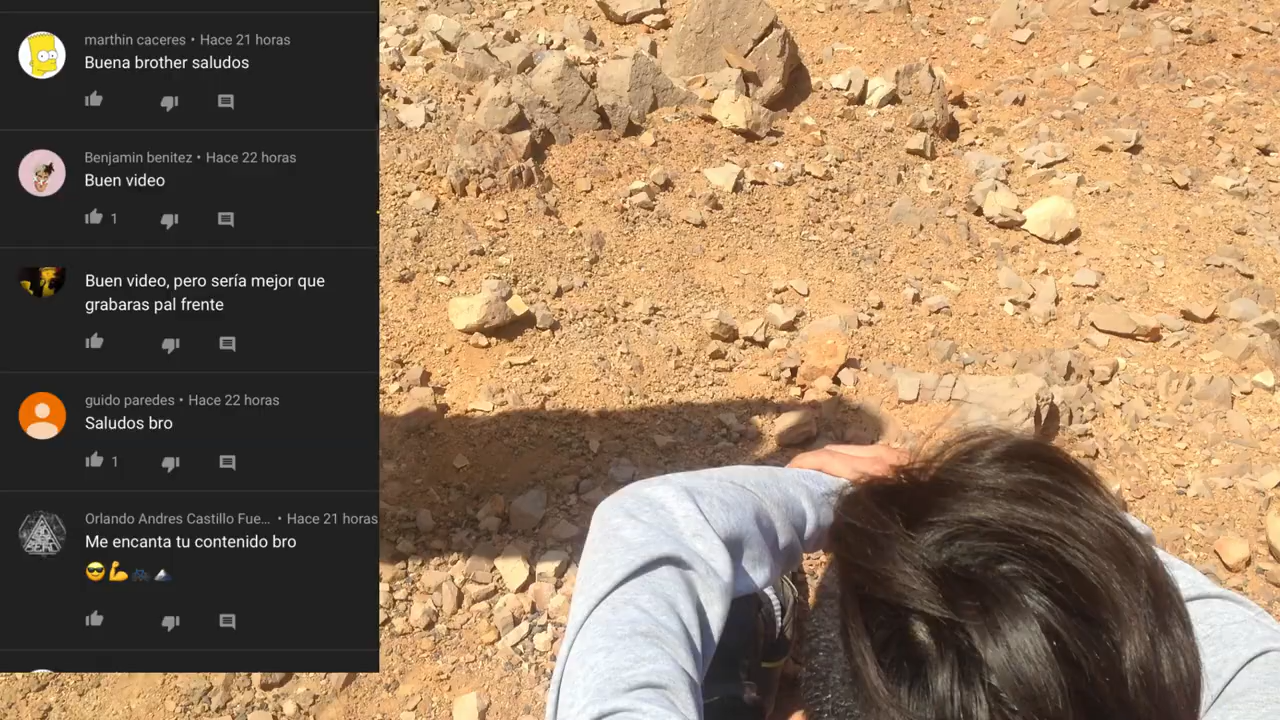 marthin caceres • Hace 21 horas
Buena brother saludos
Benjamin benitez • Hace 22 horas
Buen video
1
Buen video, pero sería mejor que
grabaras pal frente
guido paredes • Hace 22 horas
Saludos bro
1
Orlando Andres Castillo Fue... • Hace 21 horas
Me encanta tu contenido bro
😎💪🚲🗻